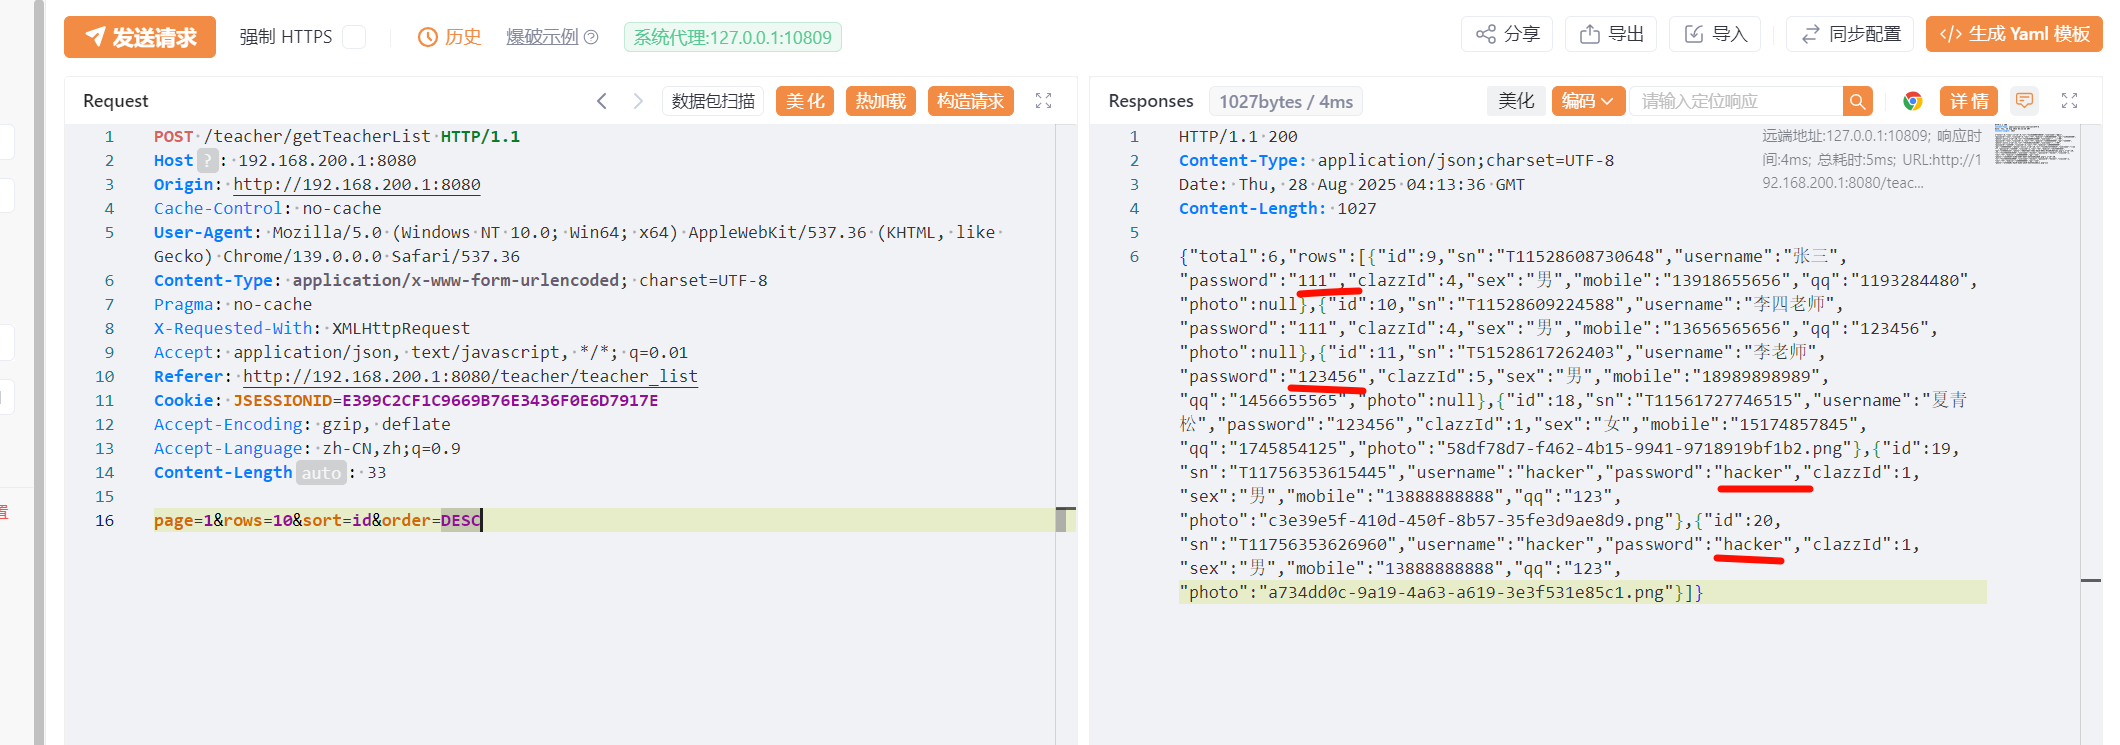 发送请求 强制 HTTPS 历史 爆破示例 系统代理:127.0.0.1:10809 分享 导出 导入 同步配置 </> 生成 Yaml 模板
Request 数据包扫描 美化 热加载 构造请求
1 POST /teacher/getTeacherList HTTP/1.1
2 Host ? : 192.168.200.1:8080
3 Origin: http://192.168.200.1:8080
4 Cache-Control: no-cache
5 User-Agent: Mozilla/5.0 (Windows NT 10.0; Win64; x64) AppleWebKit/537.36 (KHTML, like
Gecko) Chrome/139.0.0.0 Safari/537.36
6 Content-Type: application/x-www-form-urlencoded; charset=UTF-8
7 Pragma: no-cache
8 X-Requested-With: XMLHttpRequest
9 Accept: application/json, text/javascript, */*; q=0.01
10 Referer: http://192.168.200.1:8080/teacher/teacher_list
11 Cookie: JSESSIONID=E399C2CF1C9669B76E3436F0E6D7917E
12 Accept-Encoding: gzip, deflate
13 Accept-Language: zh-CN,zh;q=0.9
14 Content-Length auto : 33
15
16 page=1&rows=10&sort=id&order=DESC
置
Responses 1027bytes / 4ms 美化 编码 请输入定位响应 详情
1 HTTP/1.1 200
2 Content-Type: application/json;charset=UTF-8
3 Date: Thu, 28 Aug 2025 04:13:36 GMT
4 Content-Length: 1027
5
6 {"total":6,"rows":[{"id":9,"sn":"T11528608730648","username":"张三",
"password":"111","clazzId":4,"sex":"男","mobile":"13918655656","qq":"1193284480",
"photo":null},{"id":10,"sn":"T11528609224588","username":"李四老师",
"password":"111","clazzId":4,"sex":"男","mobile":"13656565656","qq":"123456",
"photo":null},{"id":11,"sn":"T51528617262403","username":"李老师",
"password":"123456","clazzId":5,"sex":"男","mobile":"18989898989",
"qq":"1456655565","photo":null},{"id":18,"sn":"T11561727746515","username":"夏青
松","password":"123456","clazzId":1,"sex":"女","mobile":"15174857845",
"qq":"1745854125","photo":"58df78d7-f462-4b15-9941-9718919bf1b2.png"},{"id":19,
"sn":"T11756353615445","username":"hacker","password":"hacker","clazzId":1,
"sex":"男","mobile":"13888888888","qq":"123",
"photo":"c3e39e5f-410d-450f-8b57-35fe3d9ae8d9.png"},{"id":20,
"sn":"T11756353626960","username":"hacker","password":"hacker","clazzId":1,
"sex":"男","mobile":"13888888888","qq":"123",
"photo":"a734dd0c-9a19-4a63-a619-3e3f531e85c1.png"}]}
远端地址:127.0.0.1:10809; 响应时
间:4ms; 总耗时:5ms; URL:http://1
92.168.200.1:8080/teac...